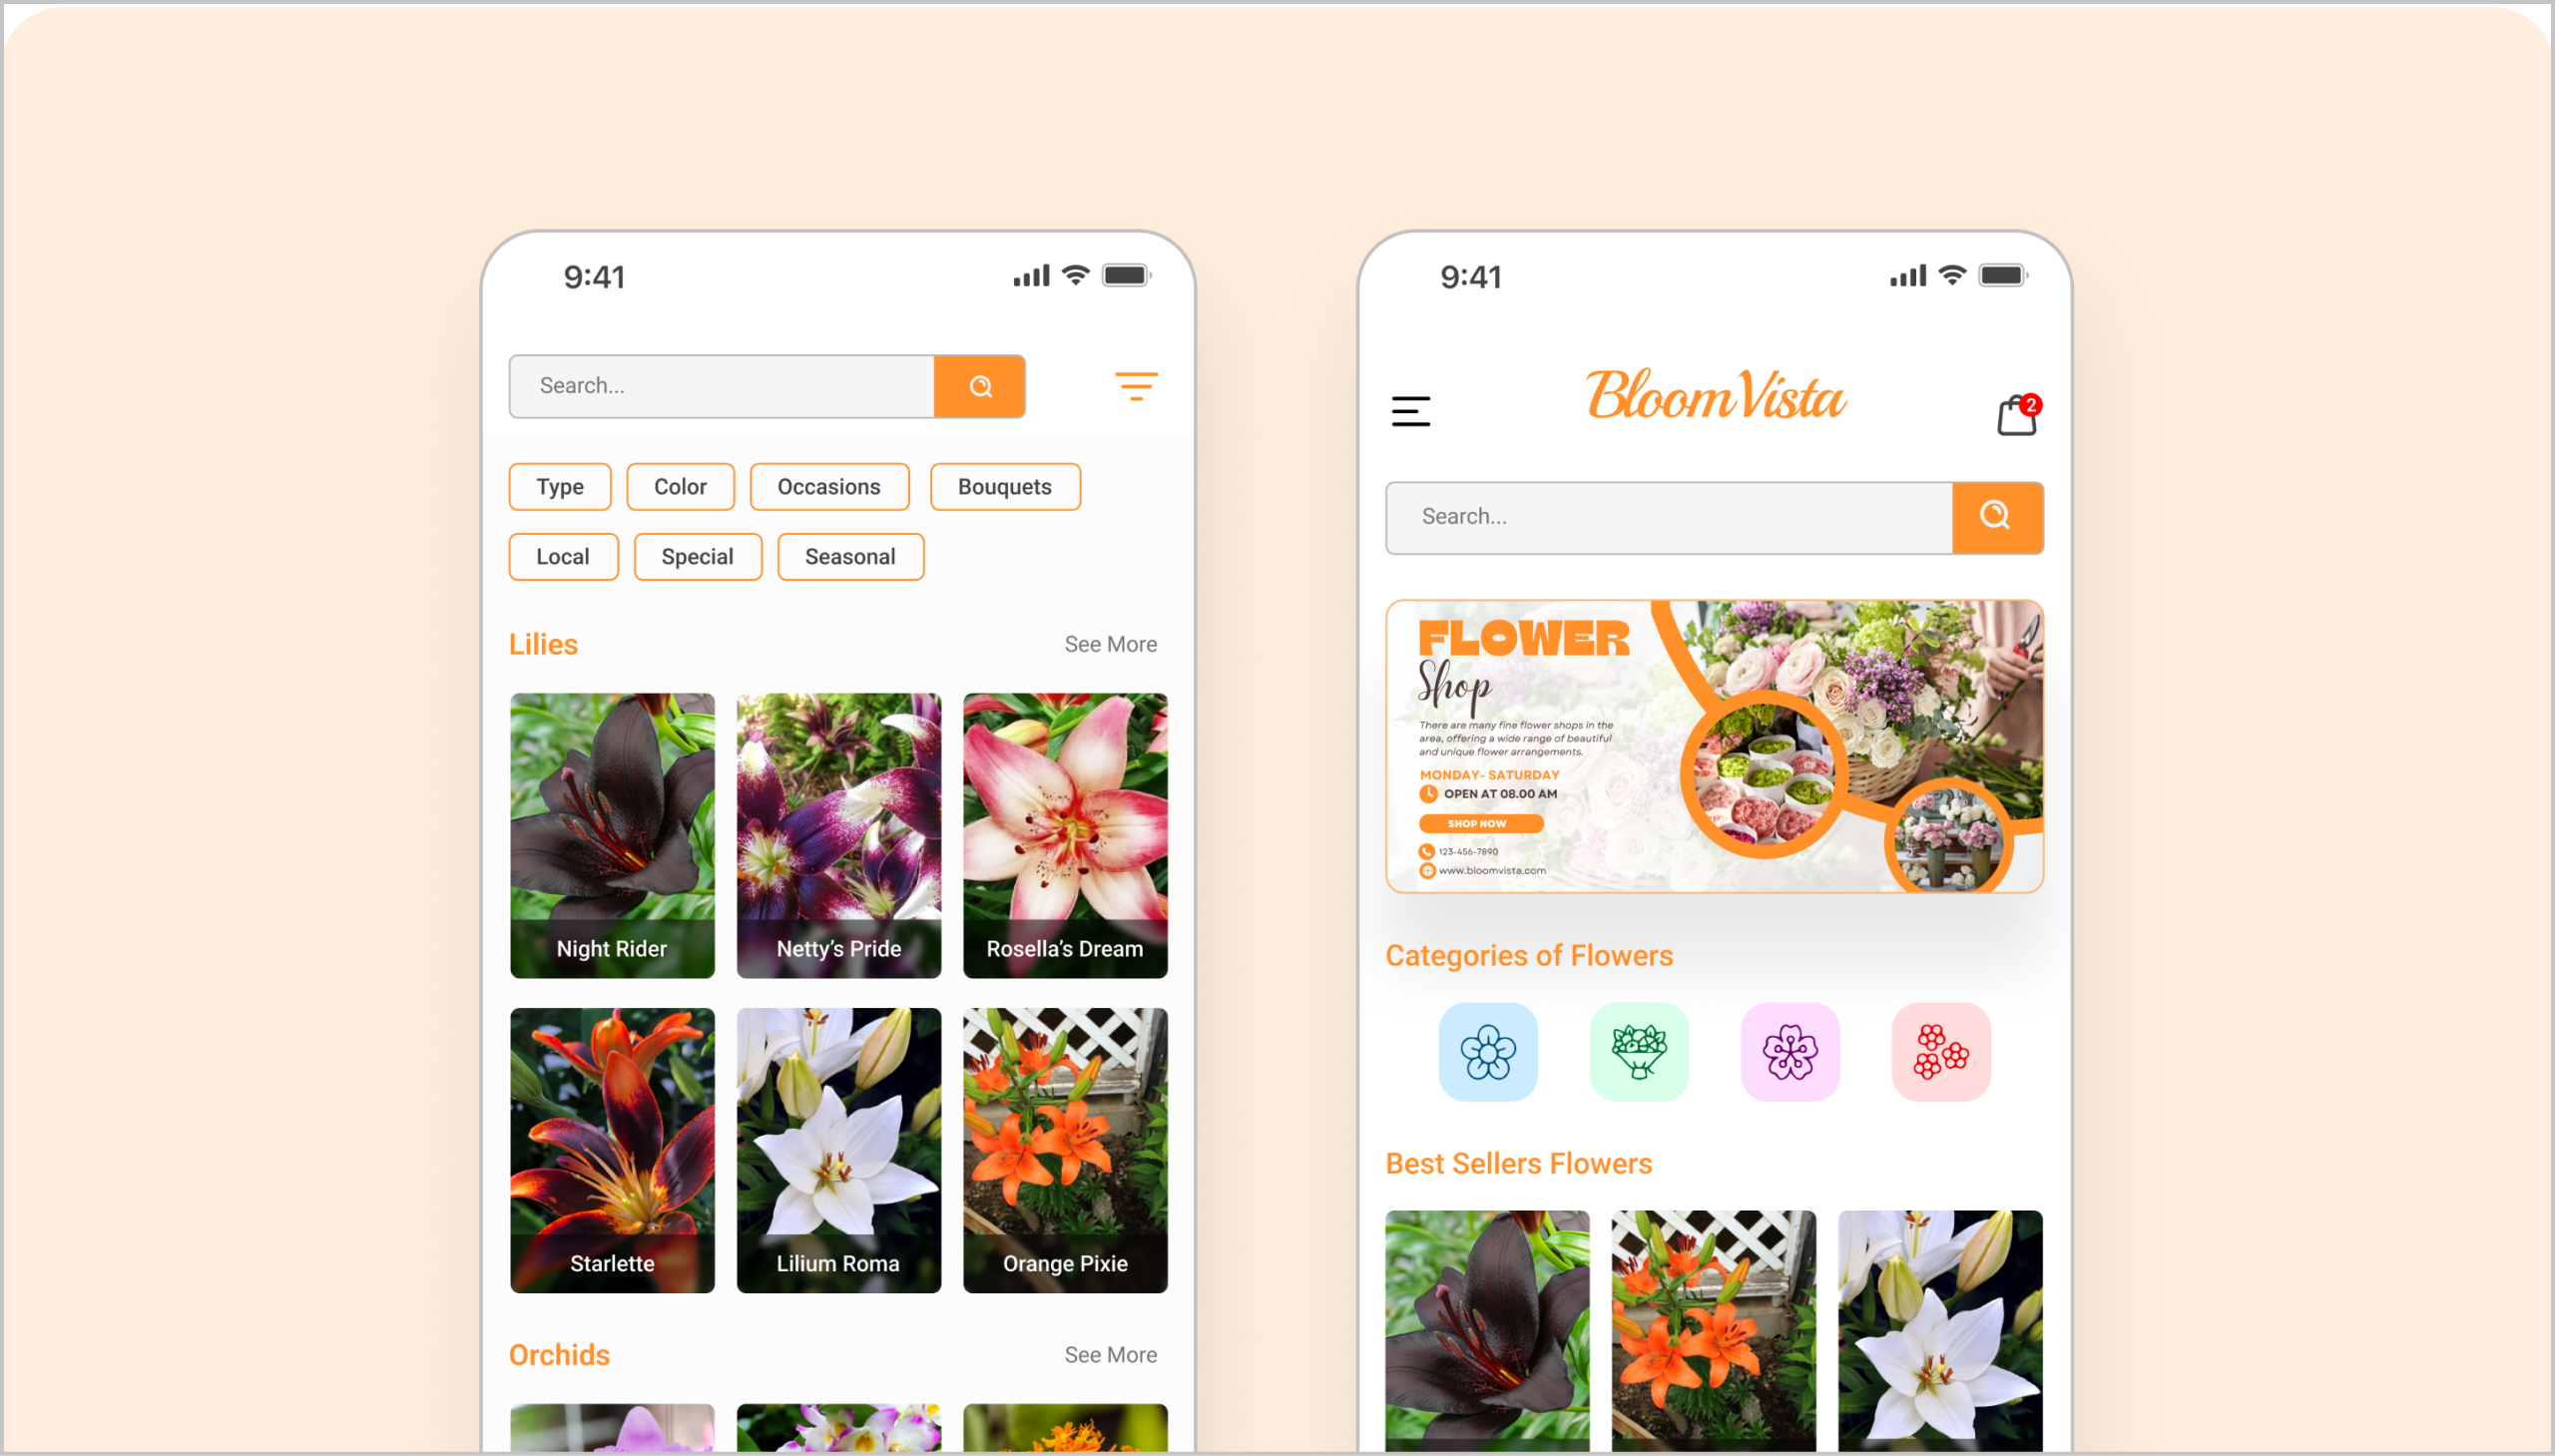 9:41
Search...
Type
Color
Occasions
Bouquets
Local
Special
Seasonal
Lilies
See More
Night Rider
Netty’s Pride
Rosella’s Dream
Starlette
Lilium Roma
Orange Pixie
Orchids
See More
9:41
BloomVista
2
Search...
FLOWER
Shop
There are many fine flower shops in the
area, offering a wide range of beautiful
and unique flower arrangements.
MONDAY- SATURDAY
OPEN AT 08.00 AM
SHOP NOW
123-456-7890
www.bloomvista.com
Categories of Flowers
Best Sellers Flowers